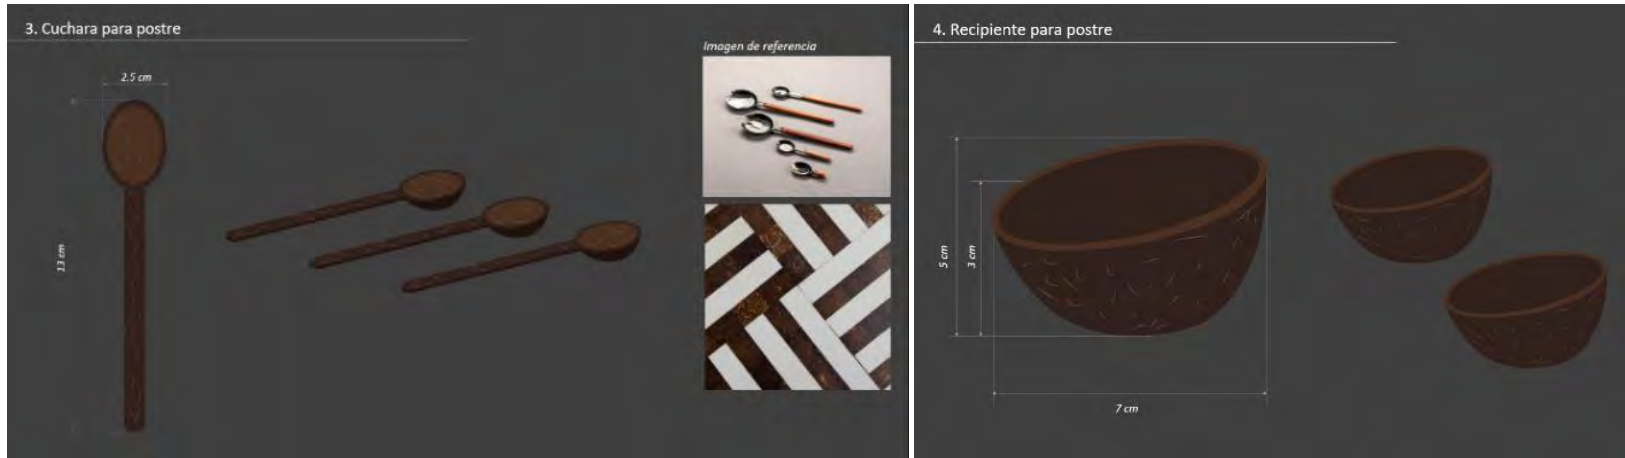 3. Cuchara para postre
Imagen de referencia
2.5 cm
13 cm
4. Recipiente para postre
5 cm
3 cm
7 cm